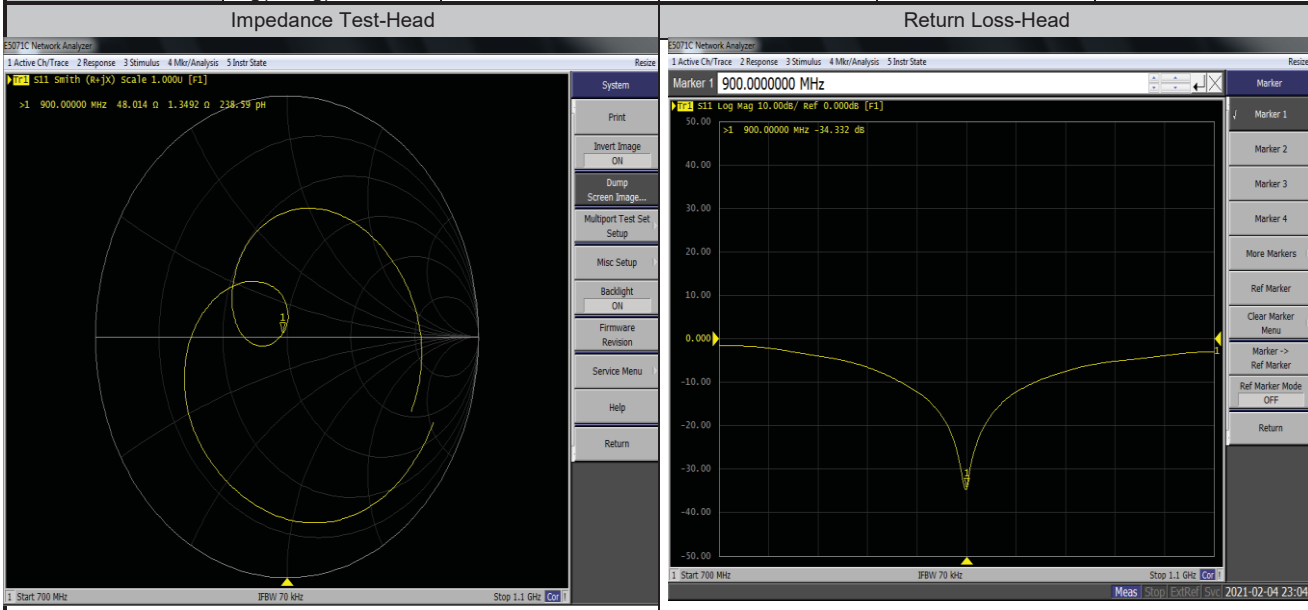 Impedance Test-Head
E5071C Network Analyzer
1 Active Ch/Trace 2 Response 3 Stimulus 4 Mkr/Analysis 5 Instr State
Resize
Tr1 S11 Smith (R+jX) Scale 1.000U [F1]
>1 900.00000 MHz 48.014 Ω 1.3492 Ω 238.59 pH
1
System
Print
Invert Image
ON
Dump
Screen Image...
Multiport Test Set
Setup
Misc Setup
Backlight
ON
Firmware
Revision
Service Menu
Help
Return
1 Start 700 MHz
IFBW 70 kHz
Stop 1.1 GHz Cor !
Return Loss-Head
E5071C Network Analyzer
1 Active Ch/Trace 2 Response 3 Stimulus 4 Mkr/Analysis 5 Instr State
Resize
Marker 1 900.0000000 MHz
Tr1 S11 Log Mag 10.00dB/ Ref 0.000dB [F1]
>1 900.00000 MHz -34.332 dB
50.00
40.00
30.00
20.00
10.00
0.000
-10.00
-20.00
-30.00
-40.00
-50.00
1
1
Marker
√ Marker 1
Marker 2
Marker 3
Marker 4
More Markers
Ref Marker
Clear Marker
Menu
Marker ->
Ref Marker
Ref Marker Mode
OFF
Return
1 Start 700 MHz
IFBW 70 kHz
Stop 1.1 GHz Cor !
Meas Stop ExtRef Svc 2021-02-04 23:04